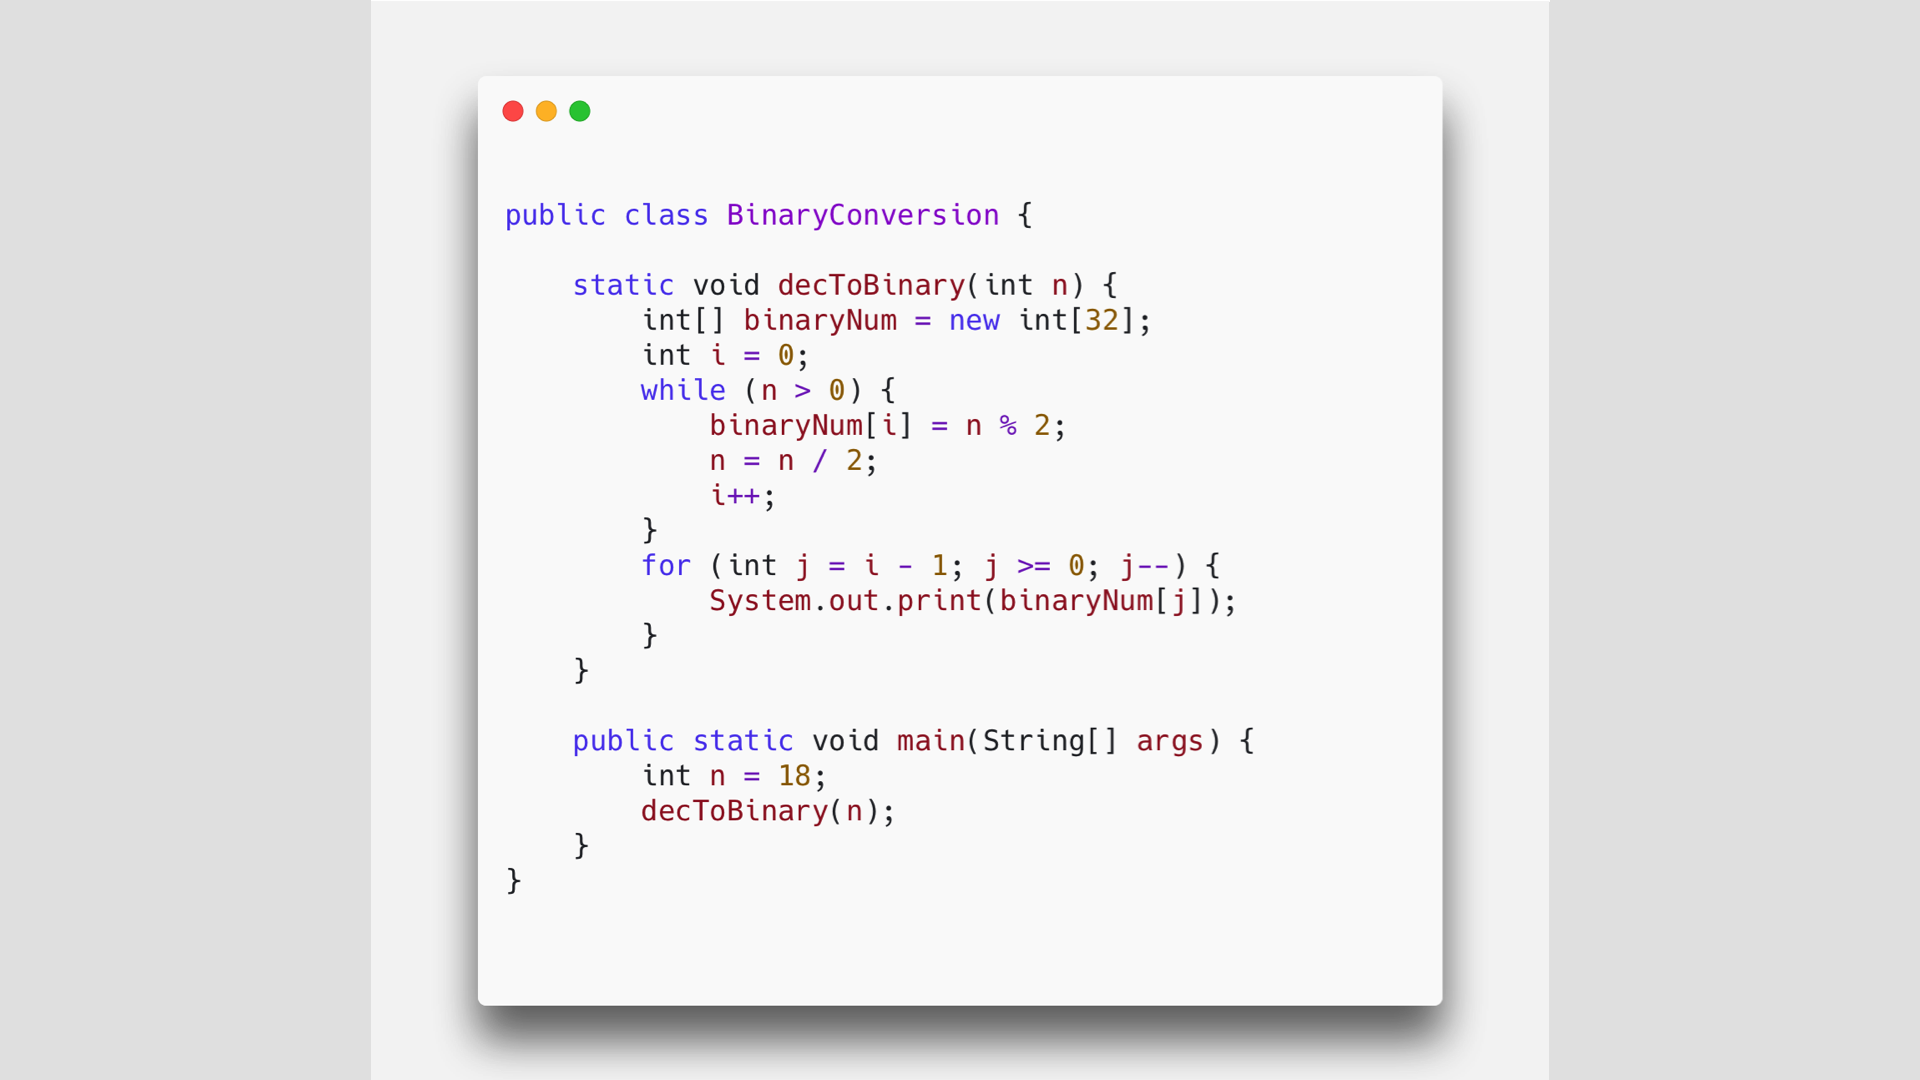 public class BinaryConversion {
static void decToBinary(int n) {
int[] binaryNum = new int[32];
int i = 0;
while (n > 0) {
binaryNum[i] = n % 2;
n = n / 2;
i++;
}
for (int j = i - 1; j >= 0; j--) {
System.out.print(binaryNum[j]);
}
}
public static void main(String[] args) {
int n = 18;
decToBinary(n);
}
}